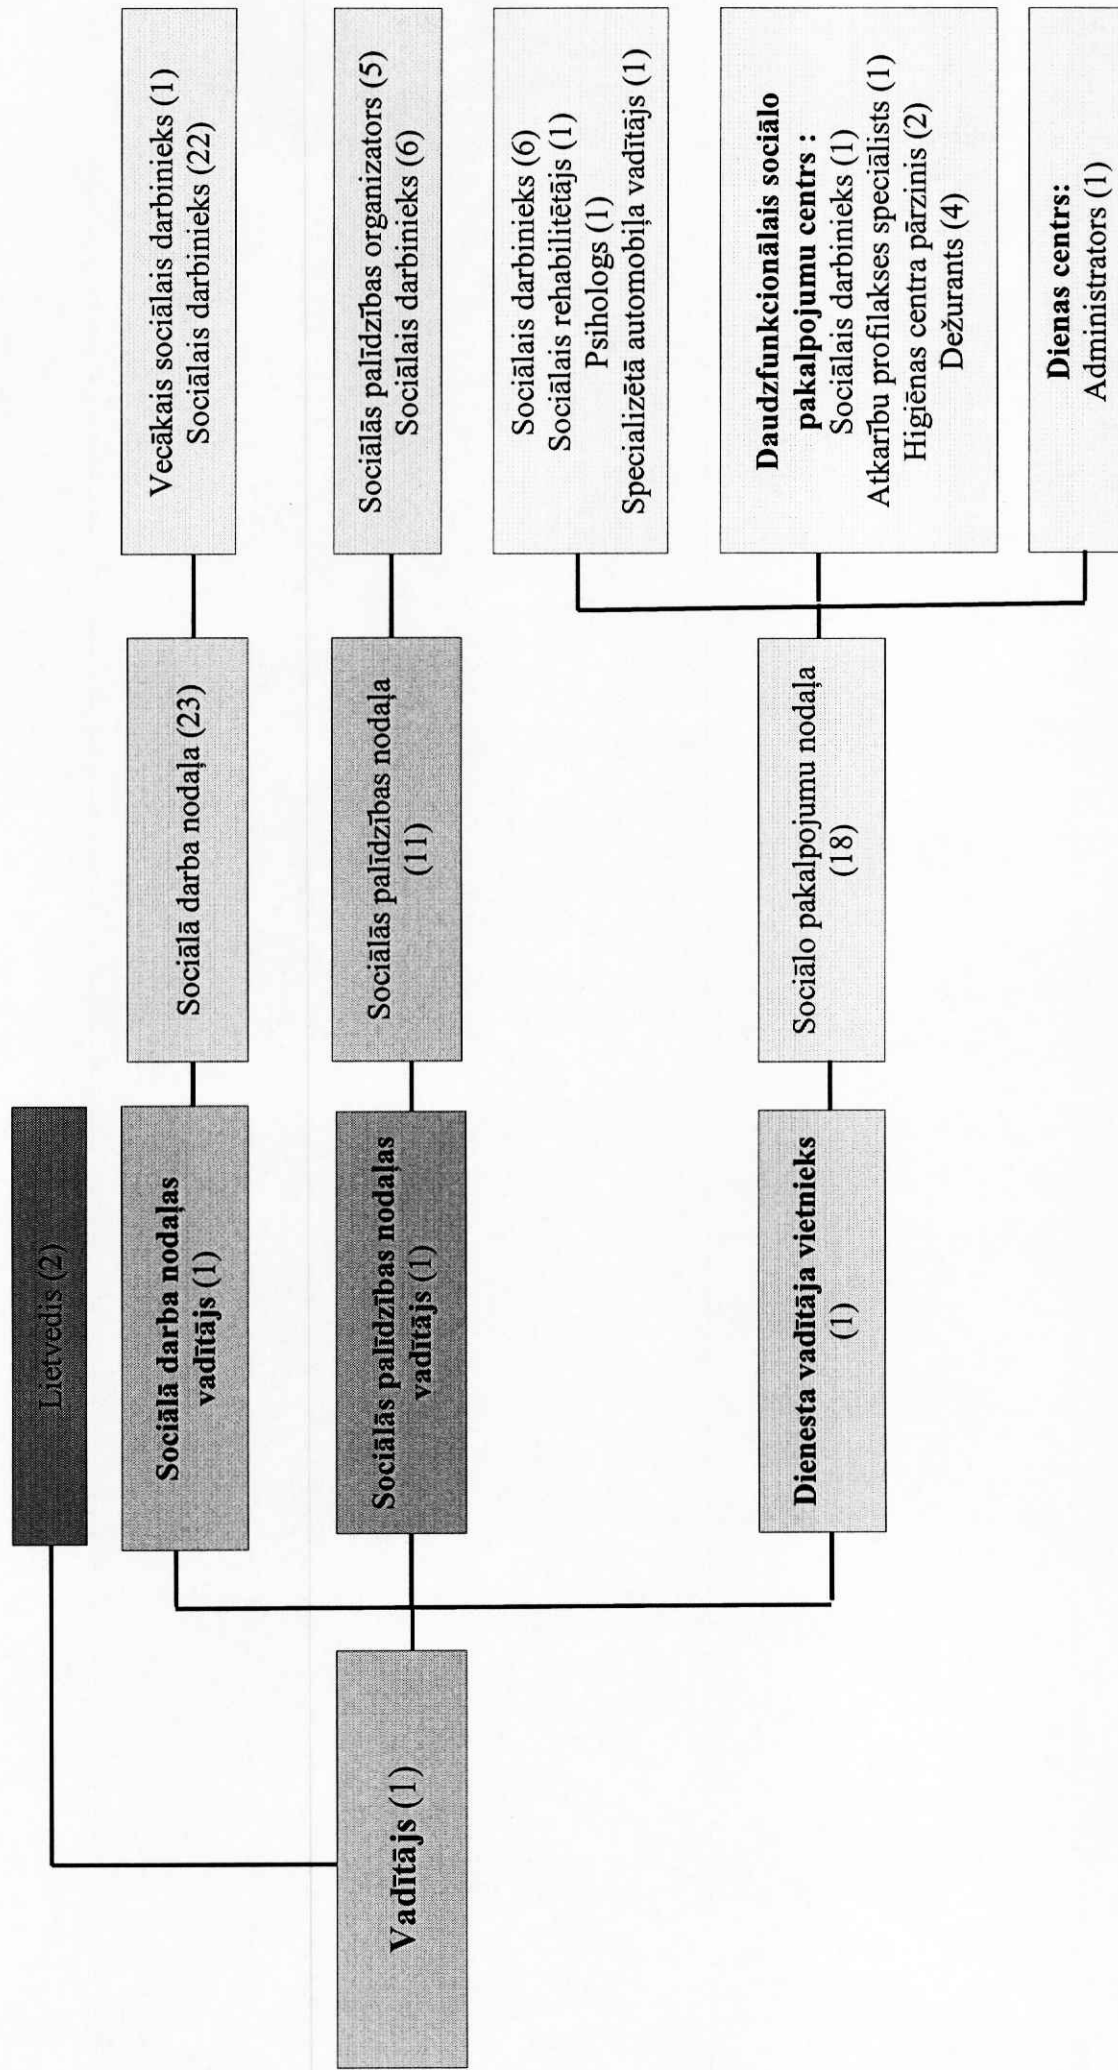 Lietvedis (2)
Vadītājs (1)
Sociālā darba nodaļas
vadītājs (1)
Sociālā darba nodaļa (23)
Vecākais sociālais darbinieks (1)
Sociālais darbinieks (22)
Sociālās palīdzības nodaļas
vadītājs (1)
Sociālās palīdzības nodaļa
(11)
Sociālās palīdzības organizators (5)
Sociālais darbinieks (6)
Dienesta vadītāja vietnieks
(1)
Sociālo pakalpojumu nodaļa
(18)
Sociālais darbinieks (6)
Sociālais rehabilitētājs (1)
Psihologs (1)
Specializētā automobiļa vadītājs (1)
Daudzfunkcionālais sociālo
pakalpojumu centrs :
Sociālais darbinieks (1)
Atkarību profilakses speciālists (1)
Higiēnas centra pārzinis (2)
Dežurants (4)
Dienas centrs:
Administrators (1)